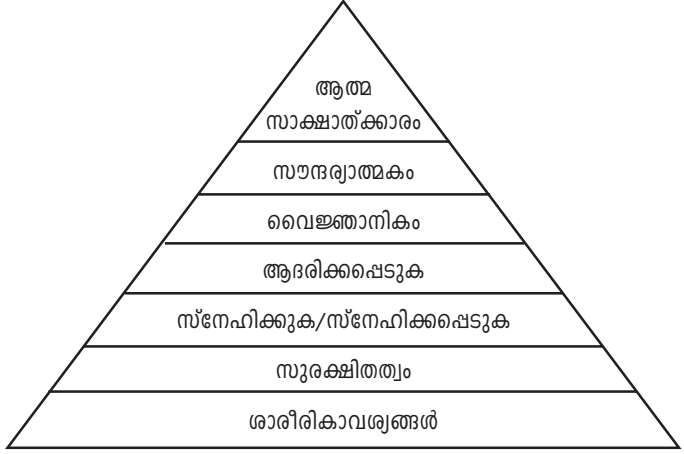 ആത്മ
സാക്ഷാത്ക്കാരം
സൗന്ദര്യാത്മകം
വൈജ്ഞാനികം
ആദരിക്കപ്പെടുക
സ്നേഹിക്കുക/സ്നേഹിക്കപ്പെടുക
സുരക്ഷിതത്വം
ശാരീരികാവശ്യങ്ങൾ